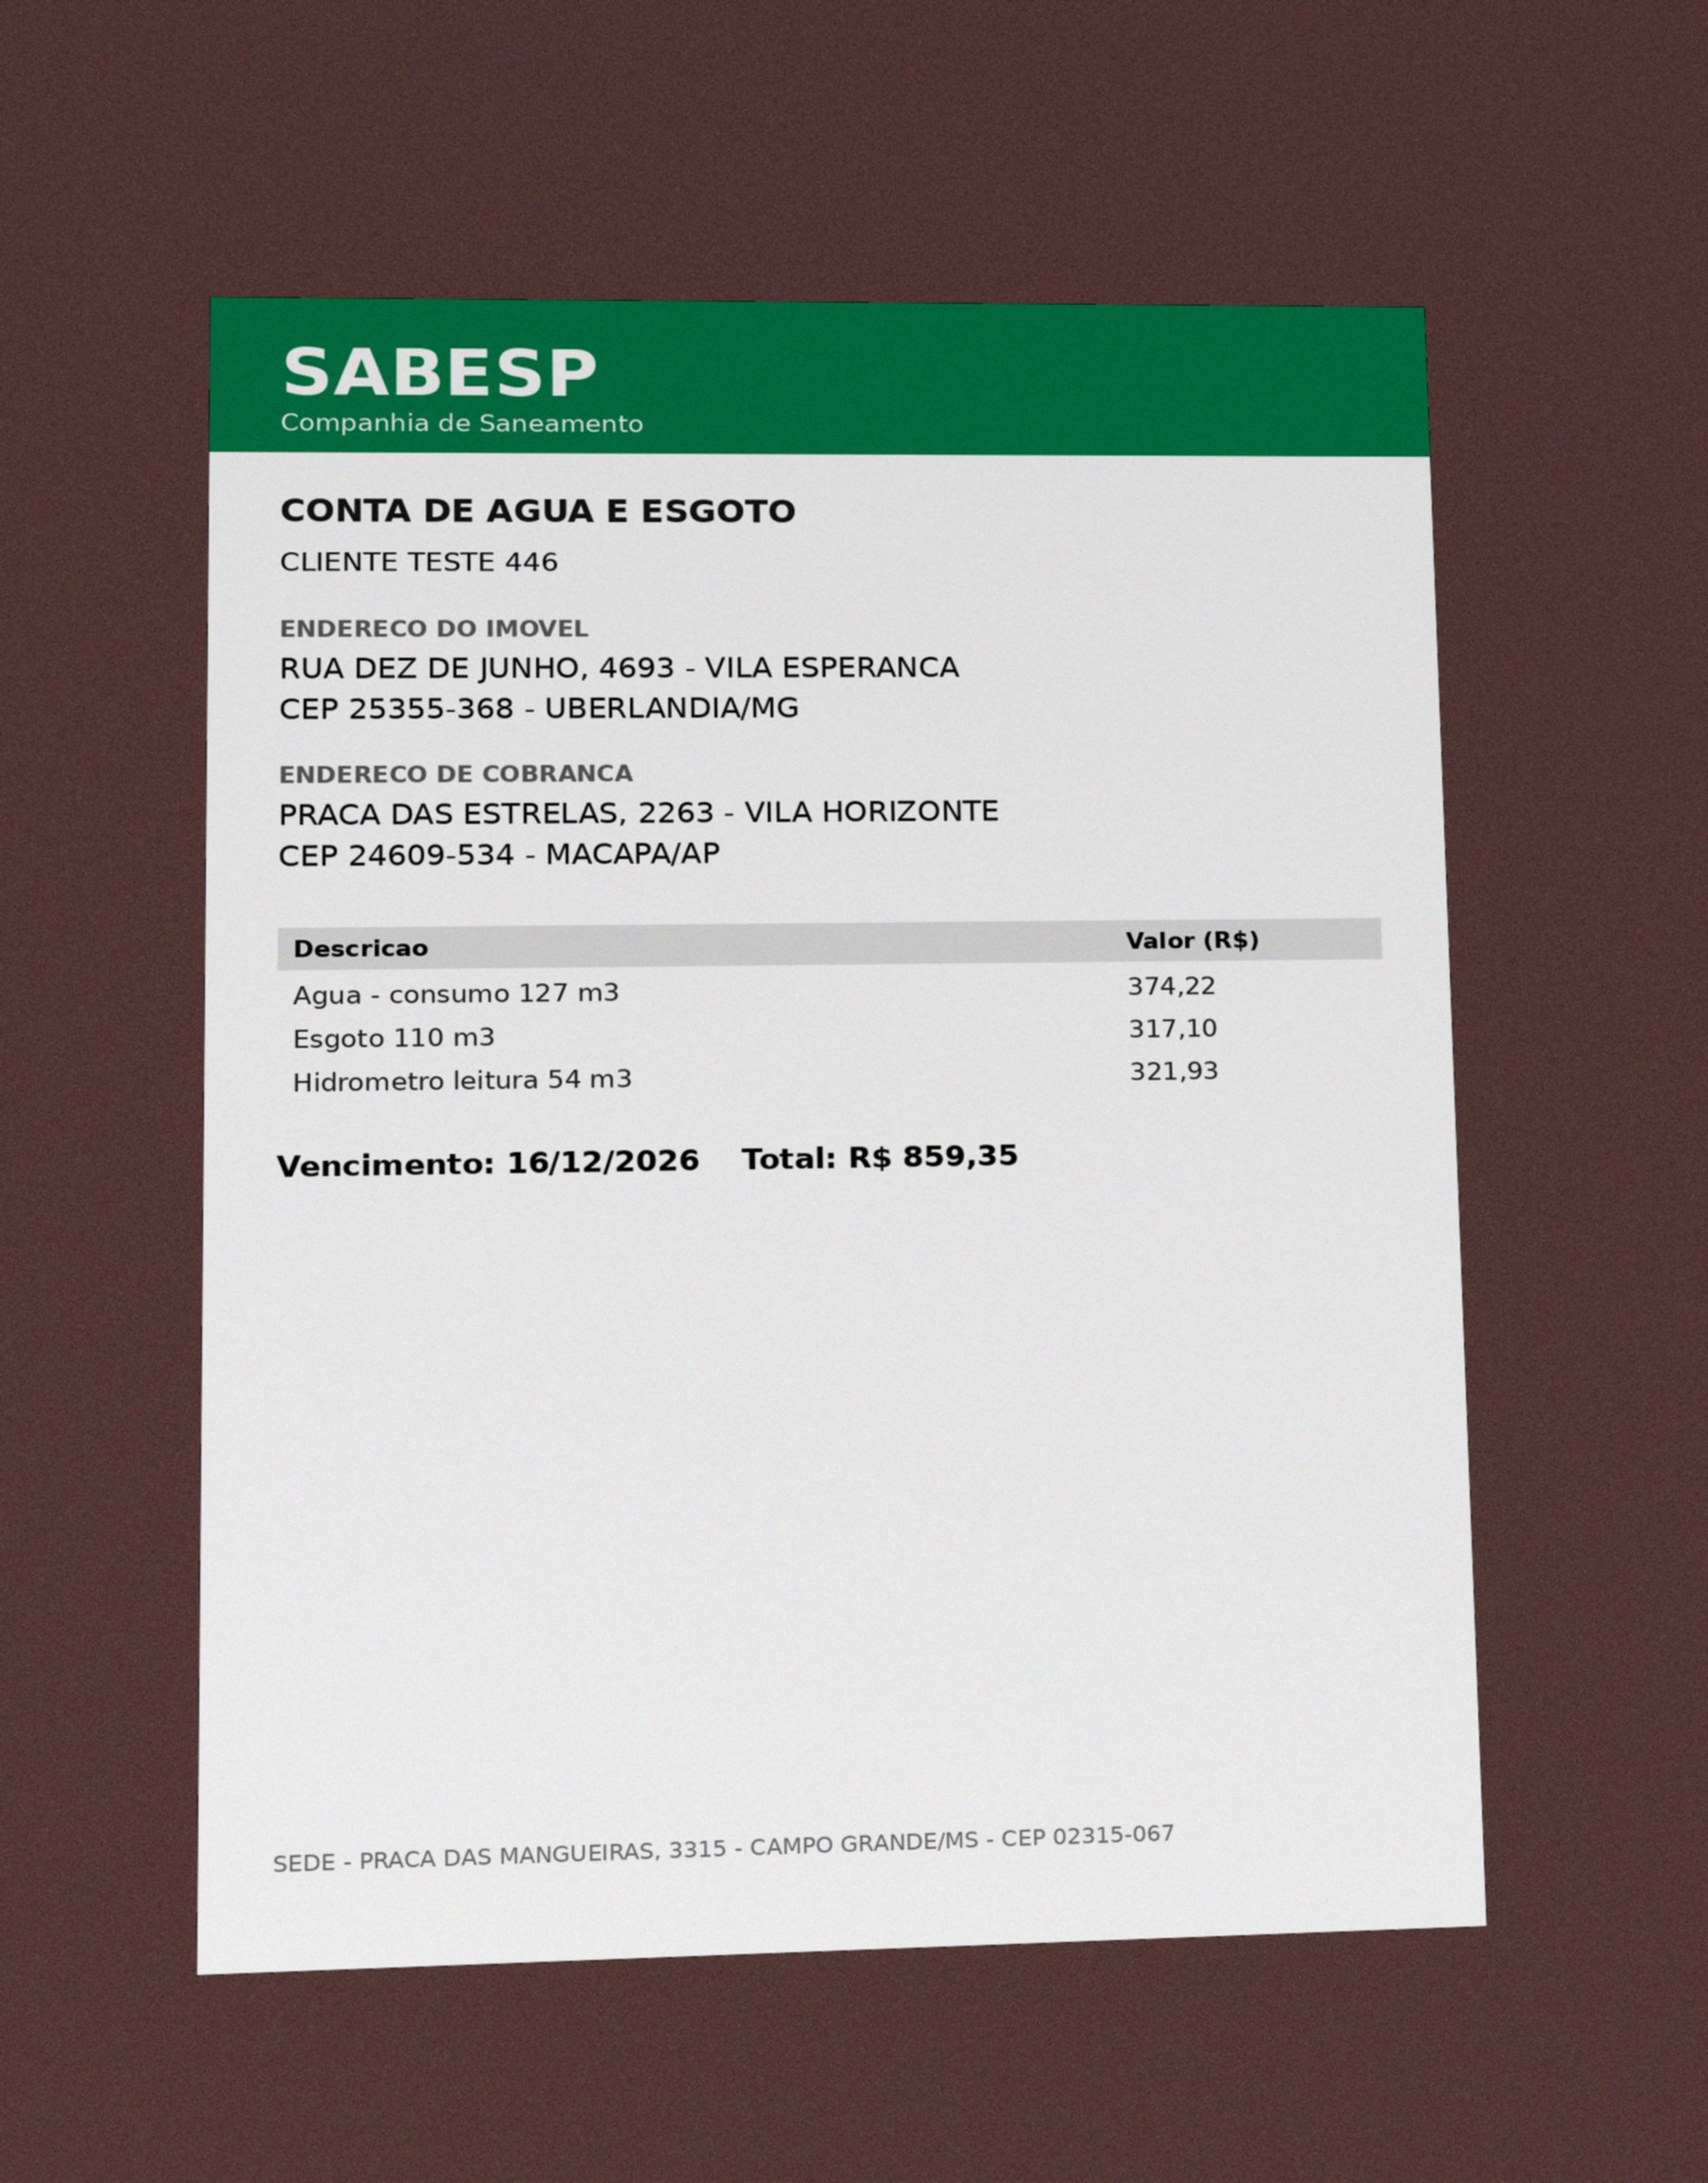 SABESP
Companhia de Saneamento
CONTA DE AGUA E ESGOTO
CLIENTE TESTE 446
ENDERECO DO IMOVEL
RUA DEZ DE JUNHO, 4693 - VILA ESPERANCA
CEP 25355-368 - UBERLANDIA/MG
ENDERECO DE COBRANCA
PRACA DAS ESTRELAS, 2263 - VILA HORIZONTE
CEP 24609-534 - MACAPA/AP
Descricao Valor (R$)
Agua - consumo 127 m3 374,22
Esgoto 110 m3 317,10
Hidrometro leitura 54 m3 321,93
Vencimento: 16/12/2026 Total: R$ 859,35
SEDE - PRACA DAS MANGUEIRAS, 3315 - CAMPO GRANDE/MS - CEP 02315-067